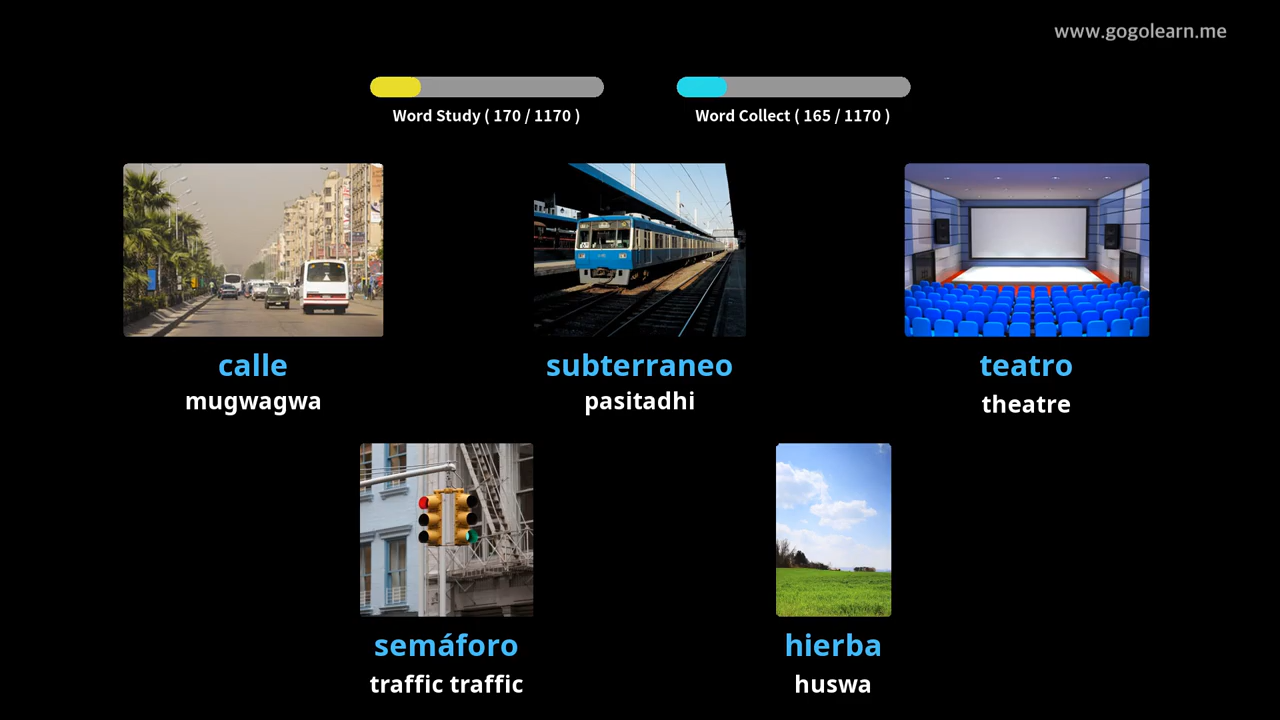 www.gogolearn.me
Word Study ( 170 / 1170 )
Word Collect ( 165 / 1170 )
calle
mugwagwa
subterraneo
pasitadhi
teatro
theatre
semáforo
traffic traffic
hierba
huswa